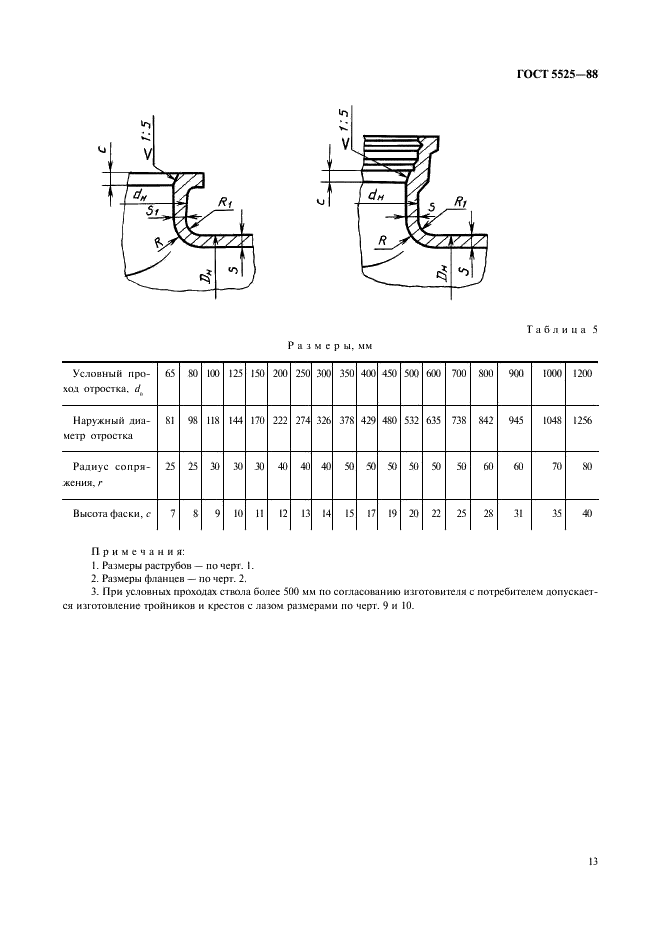 ГОСТ 5525—88
c
< 1:5
dн
S1
R1
R
Dн
S
c
< 1:5
dн
S
R1
R
Dн
S
Таблица 5
Размеры, мм
Условный про- 65 80 100 125 150 200 250 300 350 400 450 500 600 700 800 900 1000 1200
ход отростка, d0
Наружный диа- 81 98 118 144 170 222 274 326 378 429 480 532 635 738 842 945 1048 1256
метр отростка
Радиус сопря- 25 25 30 30 30 40 40 40 50 50 50 50 50 50 60 60 70 80
жения, r
Высота фаски, c 7 8 9 10 11 12 13 14 15 17 19 20 22 25 28 31 35 40
Примечания:
1. Размеры раструбов — по черт. 1.
2. Размеры фланцев — по черт. 2.
3. При условных проходах ствола более 500 мм по согласованию изготовителя с потребителем допускает-
ся изготовление тройников и крестов с лазом размерами по черт. 9 и 10.
13